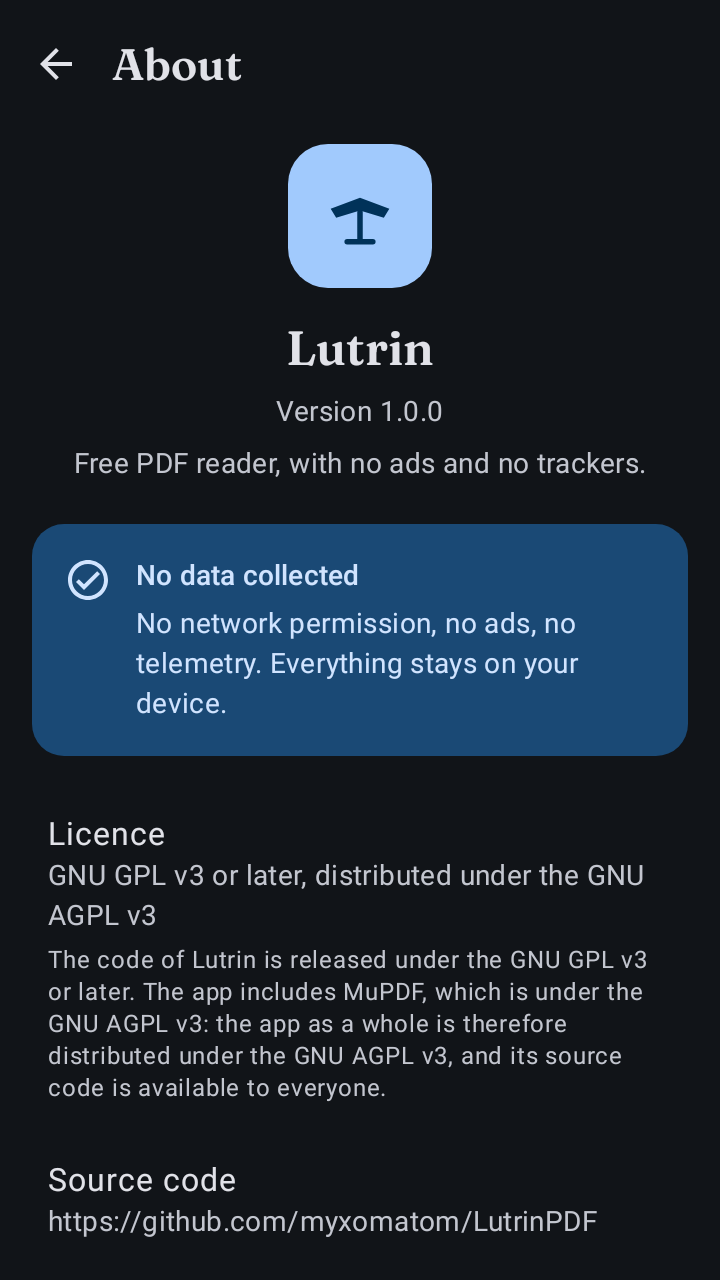 About
Lutrin
Version 1.0.0
Free PDF reader, with no ads and no trackers.
No data collected
No network permission, no ads, no
telemetry. Everything stays on your
device.
Licence
GNU GPL v3 or later, distributed under the GNU
AGPL v3
The code of Lutrin is released under the GNU GPL v3
or later. The app includes MuPDF, which is under the
GNU AGPL v3: the app as a whole is therefore
distributed under the GNU AGPL v3, and its source
code is available to everyone.
Source code
https://github.com/myxomatom/LutrinPDF